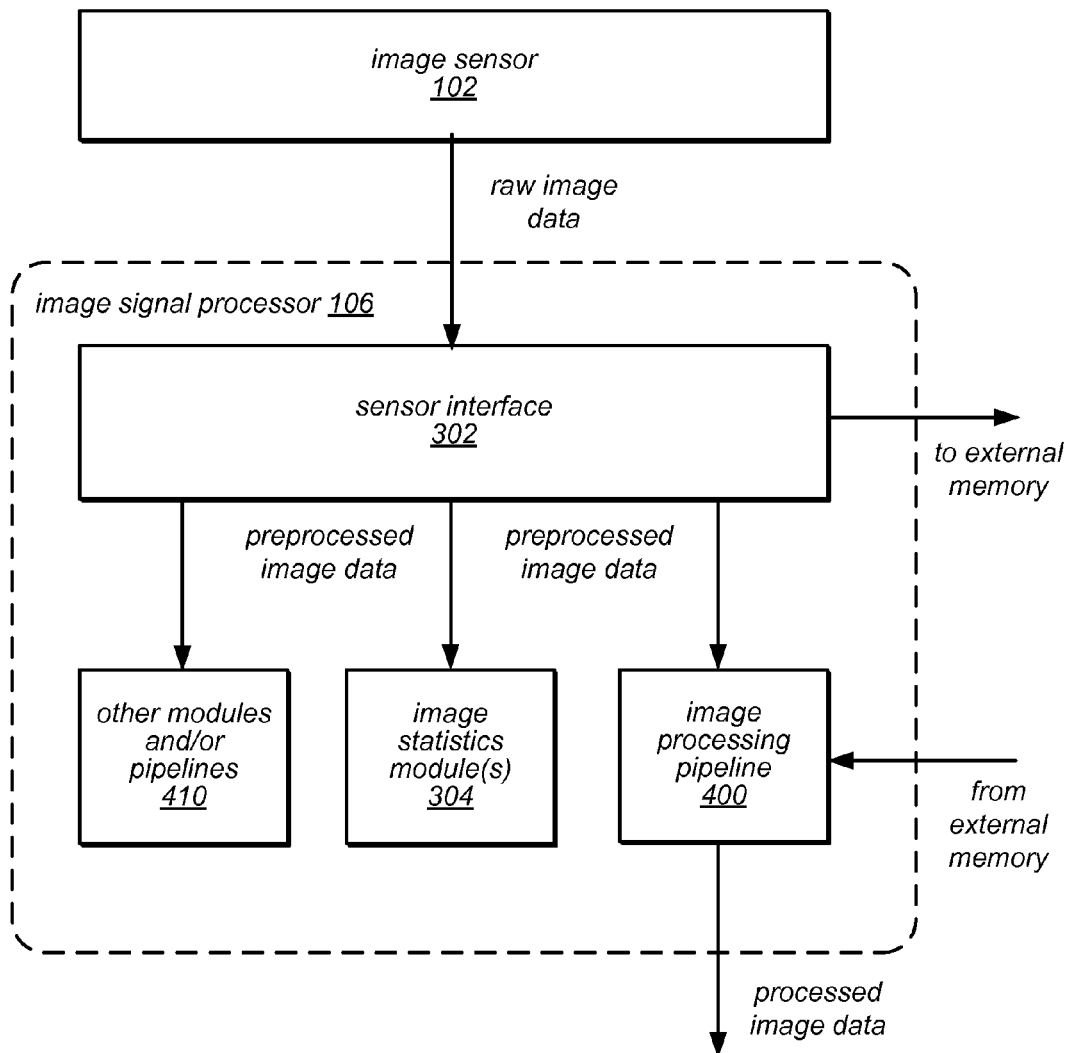 image sensor
102
raw image
data
image signal processor 106
sensor interface
302
to external
memory
preprocessed
image data
preprocessed
image data
other modules
and/or
pipelines
410
image
statistics
module(s)
304
image
processing
pipeline
400
from
external
memory
processed
image data